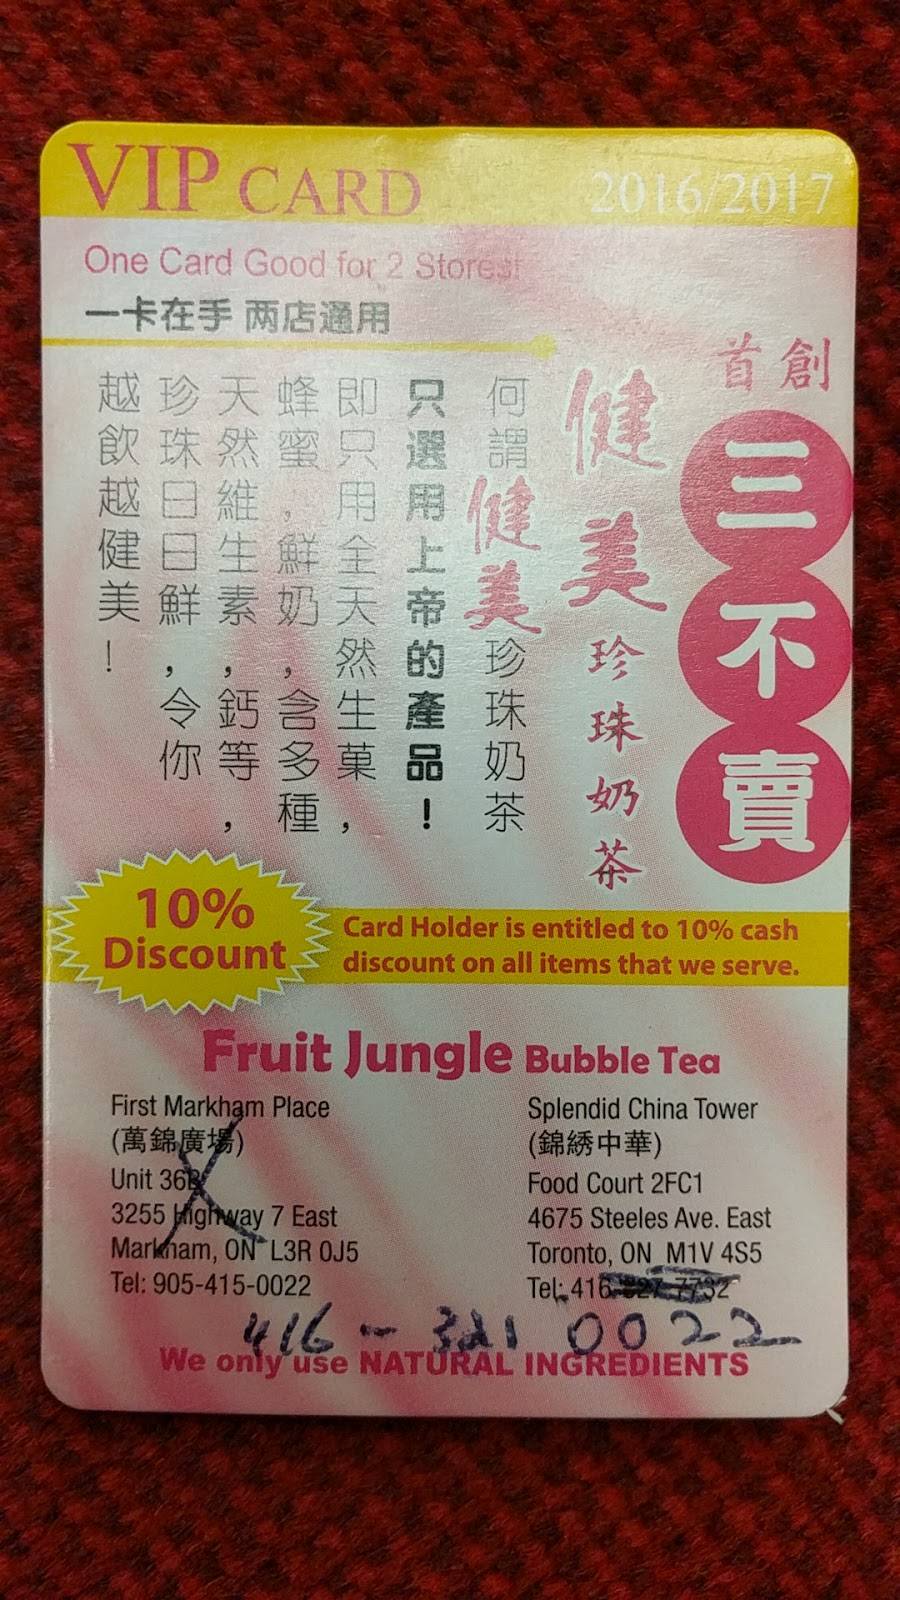 VIP CARD 2016/2017
One Card Good for 2 Stores!
一卡在手 两店通用
首創
三不賣
健美珍珠奶茶
何謂健美珍珠奶茶
只選用上帝的產品！
即只用全天然生菓，
蜂蜜，鮮奶，含多種
天然維生素，鈣等，
珍珠日日鮮，令你
越飲越健美！
10%
Discount
Card Holder is entitled to 10% cash
discount on all items that we serve.
Fruit Jungle Bubble Tea
First Markham Place
(萬錦廣場)
Unit 36B
3255 Highway 7 East
Markham, ON L3R 0J5
Tel: 905-415-0022
Splendid China Tower
(錦綉中華)
Food Court 2FC1
4675 Steeles Ave. East
Toronto, ON M1V 4S5
Tel: 416-827-7732
416-321 0022
We only use NATURAL INGREDIENTS